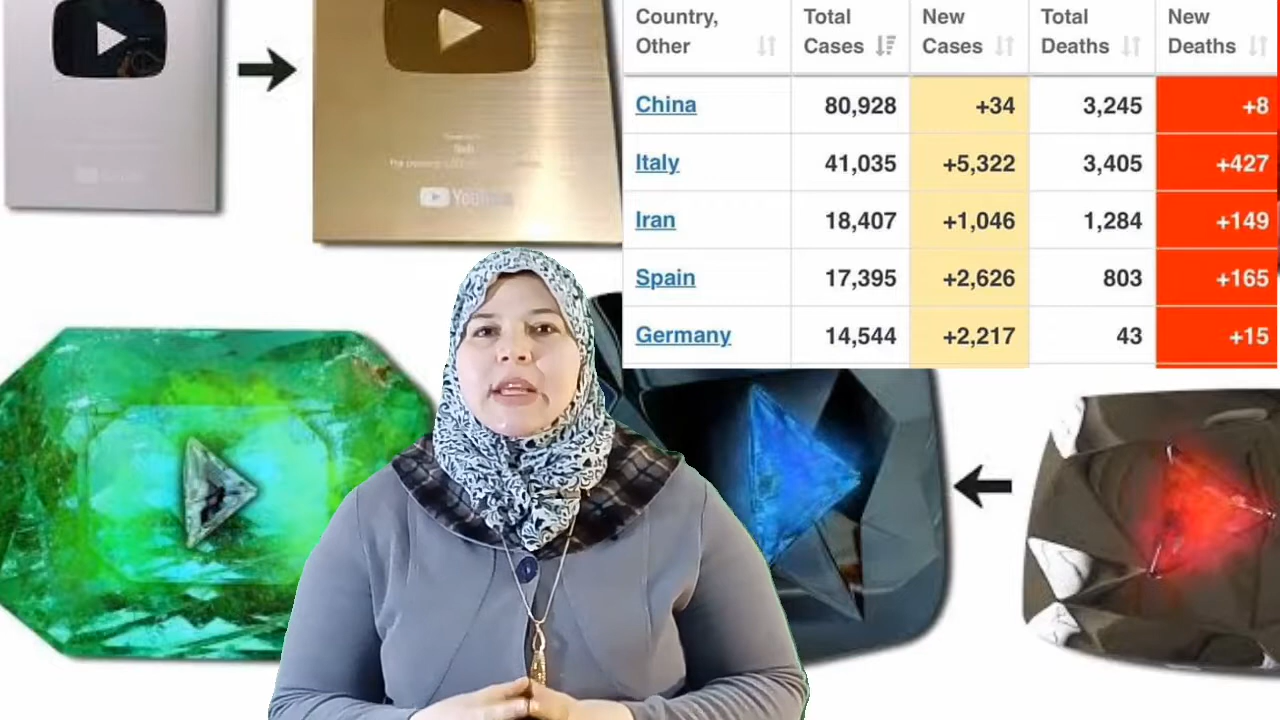 Country, Other
Total Cases
New Cases
Total Deaths
New Deaths
China 80,928 +34 3,245 +8
Italy 41,035 +5,322 3,405 +427
Iran 18,407 +1,046 1,284 +149
Spain 17,395 +2,626 803 +165
Germany 14,544 +2,217 43 +15